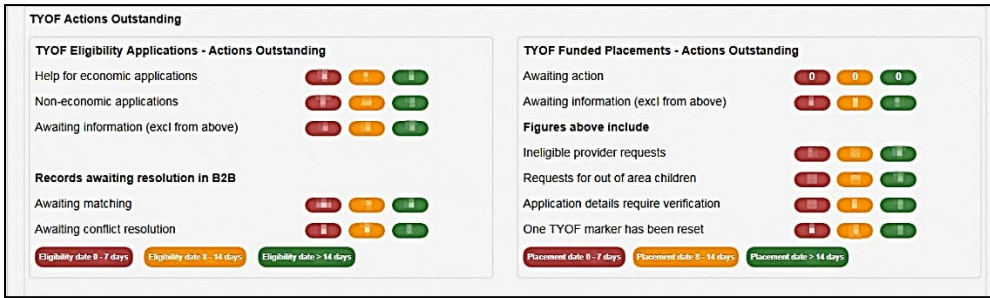 TYOF Actions Outstanding
TYOF Eligibility Applications - Actions Outstanding
Help for economic applications
Non-economic applications
Awaiting information (excl from above)
Records awaiting resolution in B2B
Awaiting matching
Awaiting conflict resolution
Eligibility date 0 - 7 days Eligibility date 8 - 14 days Eligibility date > 14 days
TYOF Funded Placements - Actions Outstanding
Awaiting action 0 0 0
Awaiting information (excl from above)
Figures above include
Ineligible provider requests
Requests for out of area children
Application details require verification
One TYOF marker has been reset
Placement date 0 - 7 days Placement date 8 - 14 days Placement date > 14 days